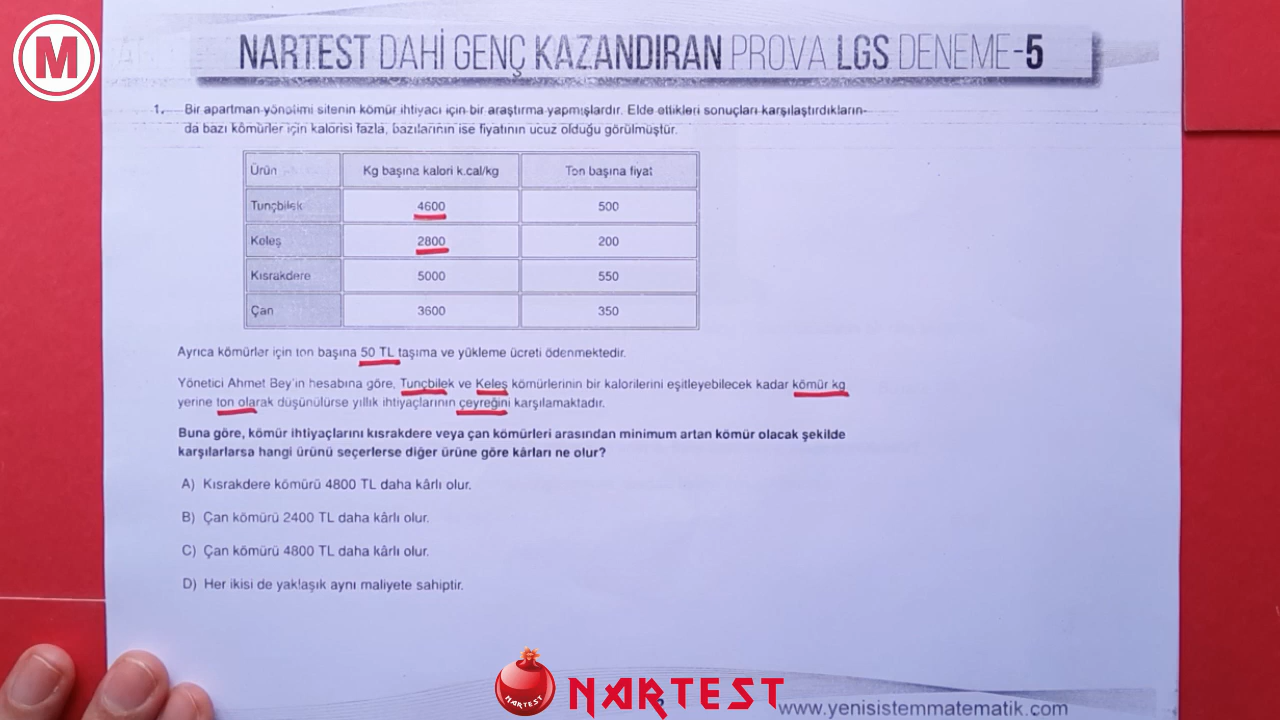 M
NARTEST DAHİ GENÇ KAZANDIRAN PROVA LGS DENEME-5
1. Bir apartman yönetimi sitenin kömür ihtiyacı için bir araştırma yapmışlardır. Elde ettikleri sonuçları karşılaştırdıkların-
da bazı kömürler için kalorisi fazla, bazılarının ise fiyatının ucuz olduğu görülmüştür.
Ürün Kg başına kalori k.cal/kg Ton başına fiyat
Tunçbilek 4600 500
Keleş 2800 200
Kısrakdere 5000 550
Çan 3600 350
Ayrıca kömürler için ton başına 50 TL taşıma ve yükleme ücreti ödenmektedir.
Yönetici Ahmet Bey'in hesabına göre, Tunçbilek ve Keleş kömürlerinin bir kalorilerini eşitleyebilecek kadar kömür kg
yerine ton olarak düşünülürse yıllık ihtiyaçlarının çeyreğini karşılamaktadır.
Buna göre, kömür ihtiyaçlarını kısrakdere veya çan kömürleri arasından minimum artan kömür olacak şekilde
karşılarlarsa hangi ürünü seçerlerse diğer ürüne göre kârları ne olur?
A) Kısrakdere kömürü 4800 TL daha kârlı olur.
B) Çan kömürü 2400 TL daha kârlı olur.
C) Çan kömürü 4800 TL daha kârlı olur.
D) Her ikisi de yaklaşık aynı maliyete sahiptir.
NARTEST
NARTEST
www.yenisistemmatematik.com